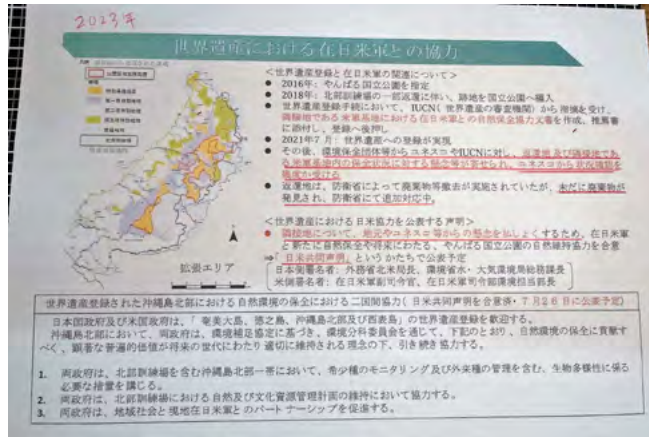 2023年
世界遺産における在日米軍との協力
<世界遺産登録と在日米軍の関連について>
● 2016年：やんばる国立公園を指定
● 2018年：北部訓練場の一部返還に伴い、跡地を国立公園へ編入
● 世界遺産登録手続において、IUCN(世界遺産の審査機関)から指摘を受け、
隣接地である米軍基地における在日米軍との自然保全協力文書を作成、推薦書
に添付し、登録へ後押し
● 2021年7月：世界遺産への登録が実現
● その後、環境保全団体等からユネスコやIUCNに対し、返還地及び隣接地であ
る米軍基地内の保全状況に対する懸念等が寄せられ、ユネスコから状況確認を
● 返還地は、防衛省によって廃棄物等撤去が実施されていたが、未だに廃棄物が
発見され、防衛省にて追加対応中。
<世界遺産における日米協力を公表する声明>
● 隣接地について、地元やユネスコ等からの懸念を払しょくするため、在日米軍
と新たに自然保全や将来にわたる、やんばる国立公園の自然維持協力を合意
⇒「日米共同声明」というかたちで公表予定
日本側署名者：外務省北米局長、環境省水・大気環境局総務課長
米側署名者：在日米軍副司令官、在日米軍司令部環境担当部長
拡張エリア
世界遺産登録された沖縄島北部における自然環境の保全における二国間協力(日米共同声明を合意済・7月26日に公表予定)
日本国政府及び米国政府は、「奄美大島、徳之島、沖縄島北部及び西表島」の世界遺産の登録を歓迎する。
沖縄島北部において、両政府は、環境補足協定に基づき、環境分科委員会を通じて、下記のとおり、自然環境の保全に貢献す
べく、顕著な普遍的価値が将来の世代にわたり適切に維持される理念の下、引き続き協力する。
1. 両政府は、北部訓練場を含む沖縄島北部一帯において、希少種のモニタリング及び外来種の管理を含む、生物多様性に係る
必要な措置を講じる。
2. 両政府は、北部訓練場における自然及び文化資源管理計画の維持において協力する。
3. 両政府は、地域社会と現地在日米軍とのパートナーシップを促進する。